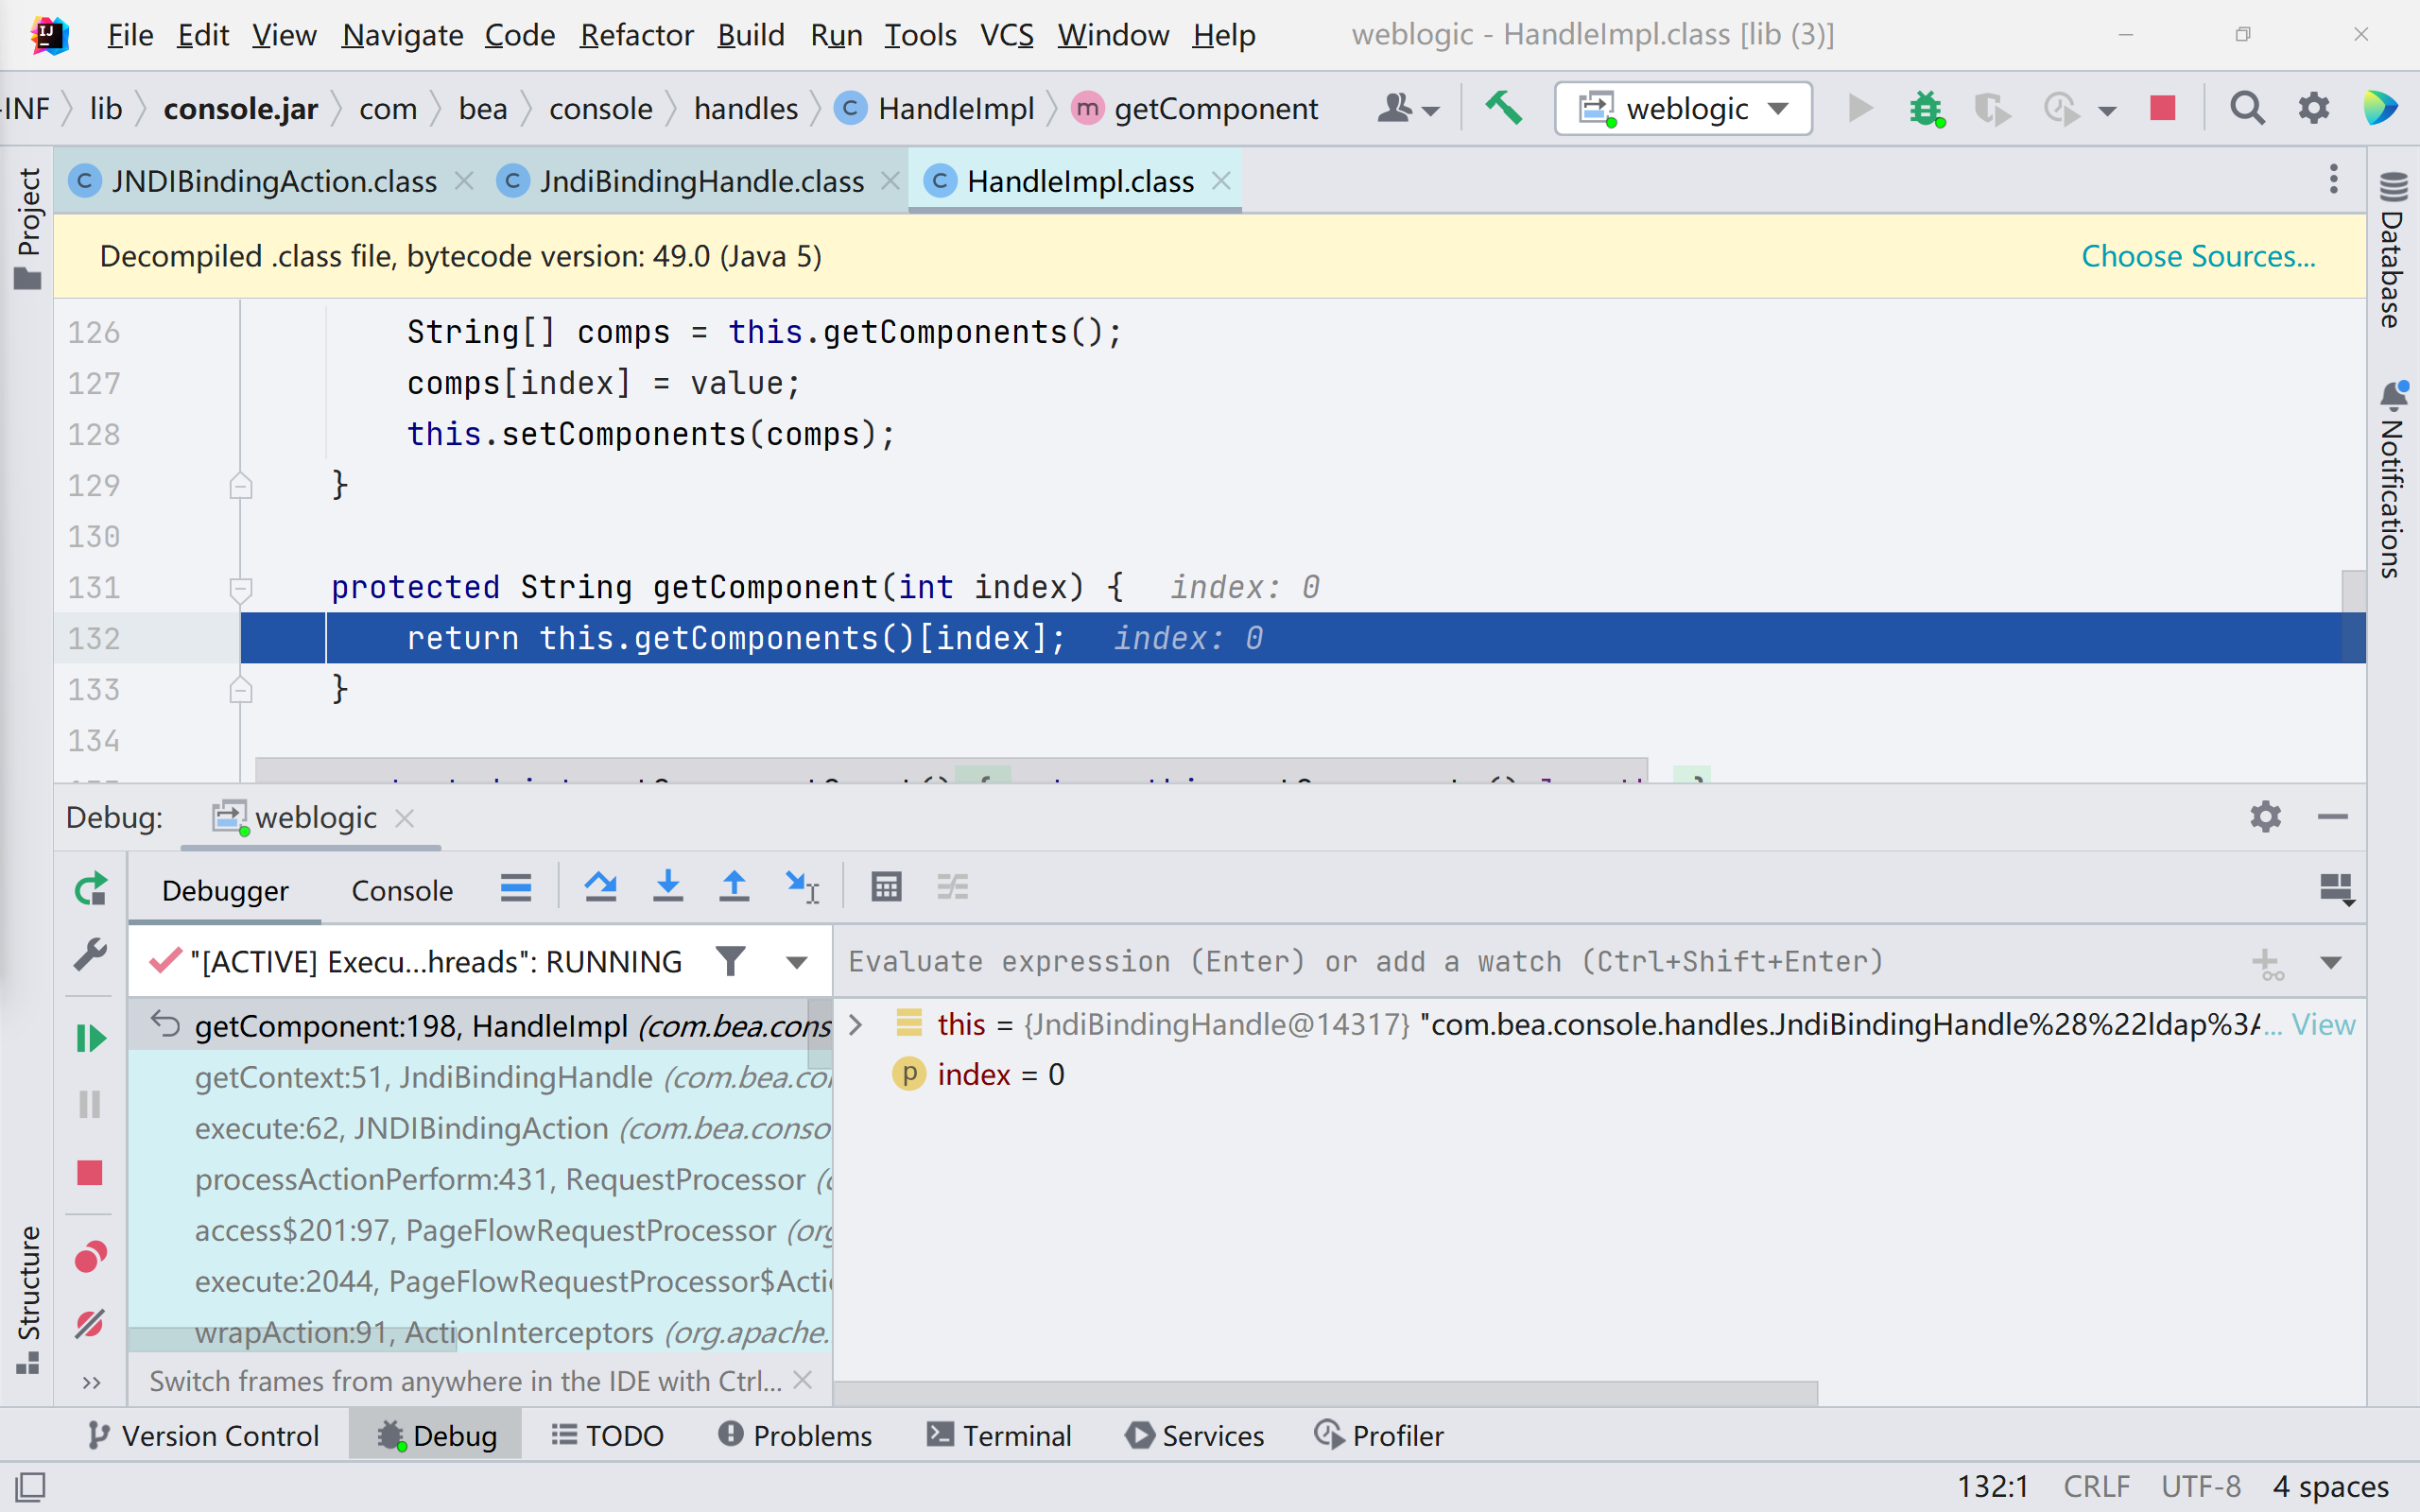 File Edit View Navigate Code Refactor Build Run Tools VCS Window Help weblogic - HandleImpl.class [lib (3)]
-INF lib console.jar com bea console handles HandleImpl getComponent weblogic
JNDIBindingAction.class JndiBindingHandle.class HandleImpl.class
Decompiled .class file, bytecode version: 49.0 (Java 5) Choose Sources...
126 String[] comps = this.getComponents();
127 comps[index] = value;
128 this.setComponents(comps);
129 }
130
131 protected String getComponent(int index) { index: 0
132 return this.getComponents()[index]; index: 0
133 }
134
Project
Structure
Database
Notifications
Debug: weblogic
Debugger Console
"[ACTIVE] Execu...hreads": RUNNING
Evaluate expression (Enter) or add a watch (Ctrl+Shift+Enter)
getComponent:198, HandleImpl (com.bea.cons
getContext:51, JndiBindingHandle (com.bea.co
execute:62, JNDIBindingAction (com.bea.conso
processActionPerform:431, RequestProcessor (
access$201:97, PageFlowRequestProcessor (org
execute:2044, PageFlowRequestProcessor$Acti
wrapAction:91, ActionInterceptors (org.apache.
Switch frames from anywhere in the IDE with Ctrl...
this = {JndiBindingHandle@14317} "com.bea.console.handles.JndiBindingHandle%28%22ldap%3A... View
index = 0
Version Control Debug TODO Problems Terminal Services Profiler
132:1 CRLF UTF-8 4 spaces